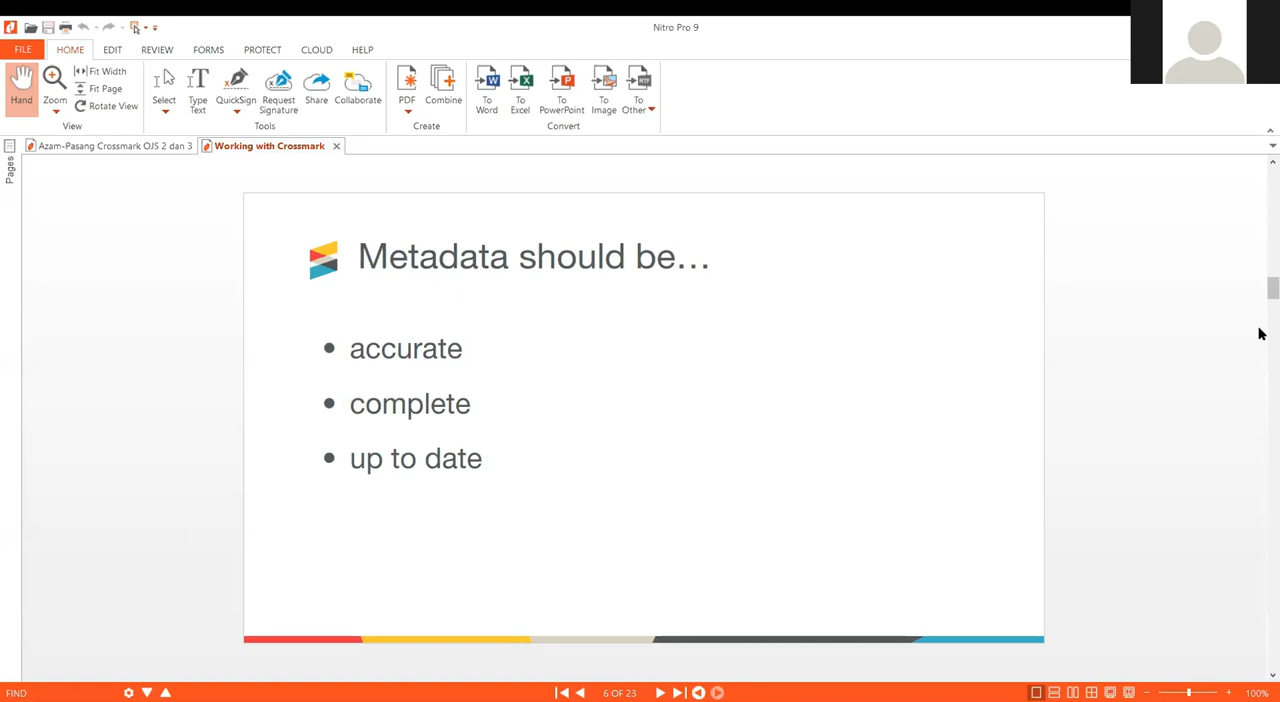 Nitro Pro 9
FILE HOME EDIT REVIEW FORMS PROTECT CLOUD HELP
Hand
Zoom
Fit Width
Fit Page
Rotate View
View
Select
Type Text
QuickSign
Request Signature
Share
Collaborate
Tools
PDF
Combine
Create
To Word
To Excel
To PowerPoint
To Image
To Other
Convert
Pages
Azam-Pasang Crossmark OJS 2 dan 3
Working with Crossmark
Metadata should be…
• accurate
• complete
• up to date
FIND
6 OF 23
100%